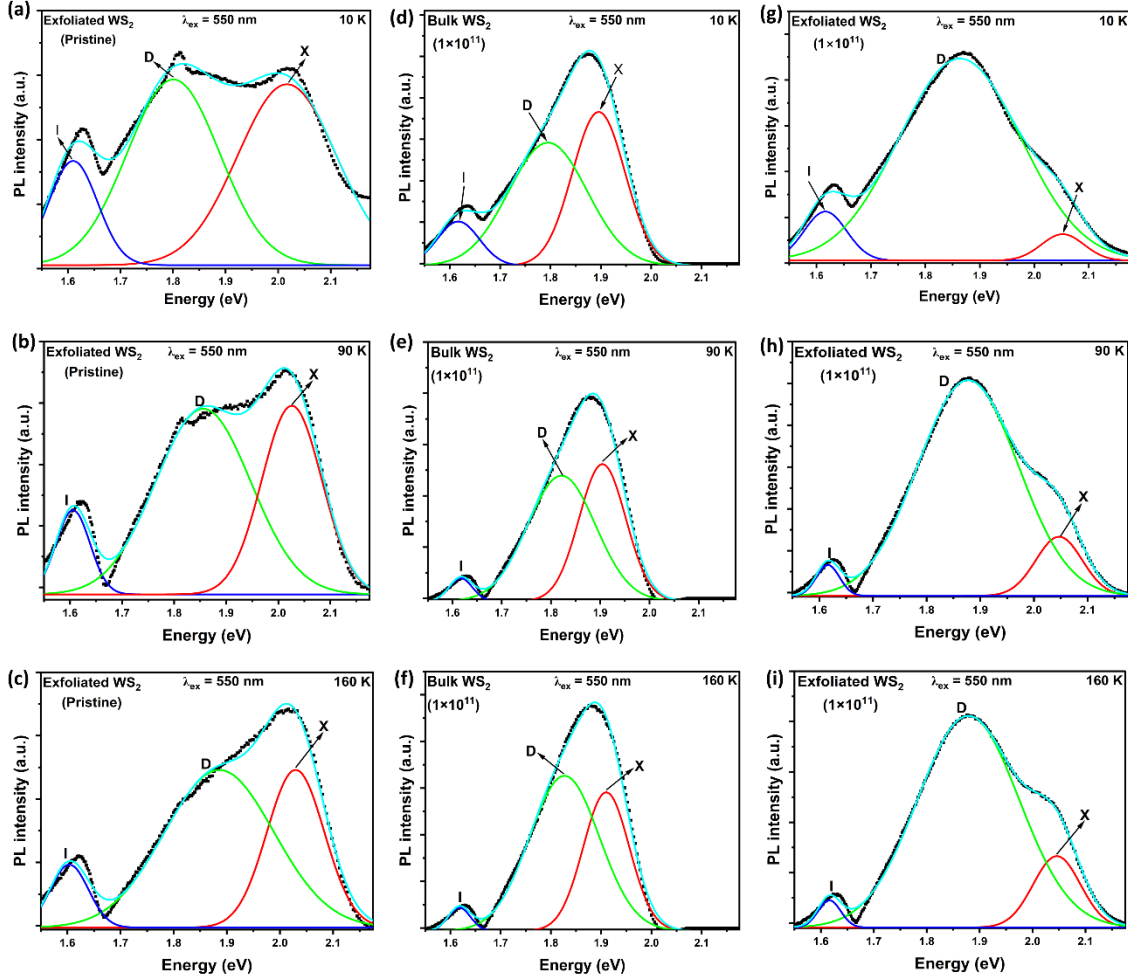 (a) Exfoliated WS₂ λₑₓ = 550 nm 10 K
(Pristine)
D
X
I
PL intensity (a.u.)
1.6 1.7 1.8 1.9 2.0 2.1
Energy (eV)
(d) Bulk WS₂ λₑₓ = 550 nm 10 K
(1×10¹¹)
X
D
I
PL intensity (a.u.)
1.6 1.7 1.8 1.9 2.0 2.1
Energy (eV)
(g) Exfoliated WS₂ λₑₓ = 550 nm 10 K
(1×10¹¹)
D
I
X
PL intensity (a.u.)
1.6 1.7 1.8 1.9 2.0 2.1
Energy (eV)
(b) Exfoliated WS₂ λₑₓ = 550 nm 90 K
(Pristine)
X
D
I
PL intensity (a.u.)
1.6 1.7 1.8 1.9 2.0 2.1
Energy (eV)
(e) Bulk WS₂ λₑₓ = 550 nm 90 K
(1×10¹¹)
D
X
I
PL intensity (a.u.)
1.6 1.7 1.8 1.9 2.0 2.1
Energy (eV)
(h) Exfoliated WS₂ λₑₓ = 550 nm 90 K
(1×10¹¹)
D
X
I
PL intensity (a.u.)
1.6 1.7 1.8 1.9 2.0 2.1
Energy (eV)
(c) Exfoliated WS₂ λₑₓ = 550 nm 160 K
(Pristine)
X
D
I
PL intensity (a.u.)
1.6 1.7 1.8 1.9 2.0 2.1
Energy (eV)
(f) Bulk WS₂ λₑₓ = 550 nm 160 K
(1×10¹¹)
D
X
I
PL intensity (a.u.)
1.6 1.7 1.8 1.9 2.0 2.1
Energy (eV)
(i) Exfoliated WS₂ λₑₓ = 550 nm 160 K
(1×10¹¹)
D
X
I
PL intensity (a.u.)
1.6 1.7 1.8 1.9 2.0 2.1
Energy (eV)